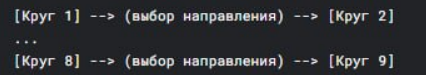 [Круг 1] --> (выбор направления) --> [Круг 2]
...
[Круг 8] --> (выбор направления) --> [Круг 9]